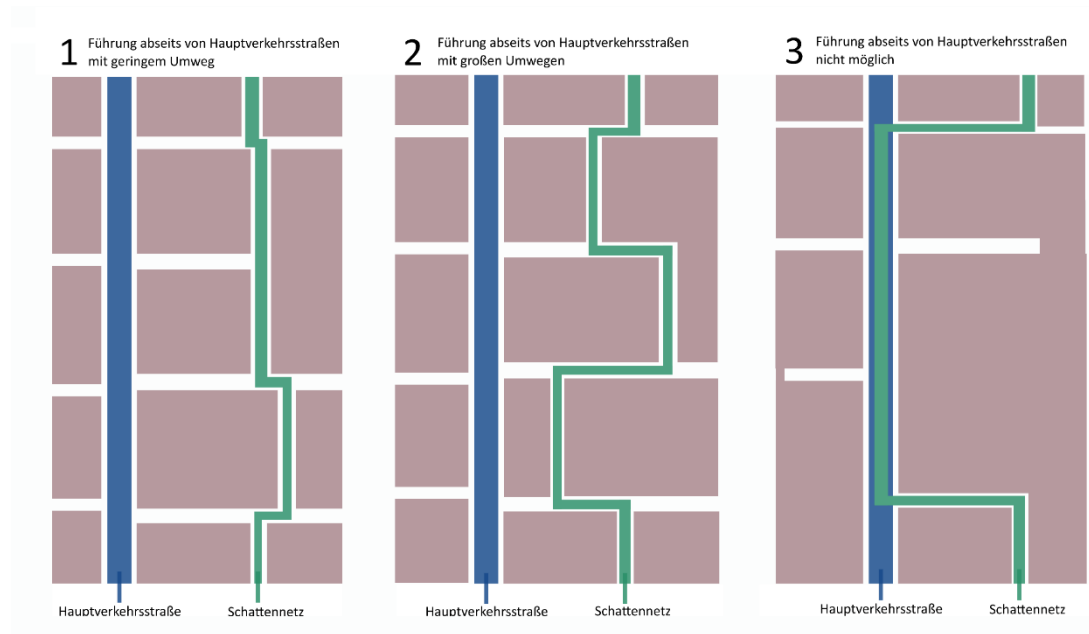 1 Führung abseits von Hauptverkehrsstraßen
mit geringem Umweg
2 Führung abseits von Hauptverkehrsstraßen
mit großen Umwegen
3 Führung abseits von Hauptverkehrsstraßen
nicht möglich
Hauptverkehrsstraße Schattennetz
Hauptverkehrsstraße Schattennetz
Hauptverkehrsstraße Schattennetz